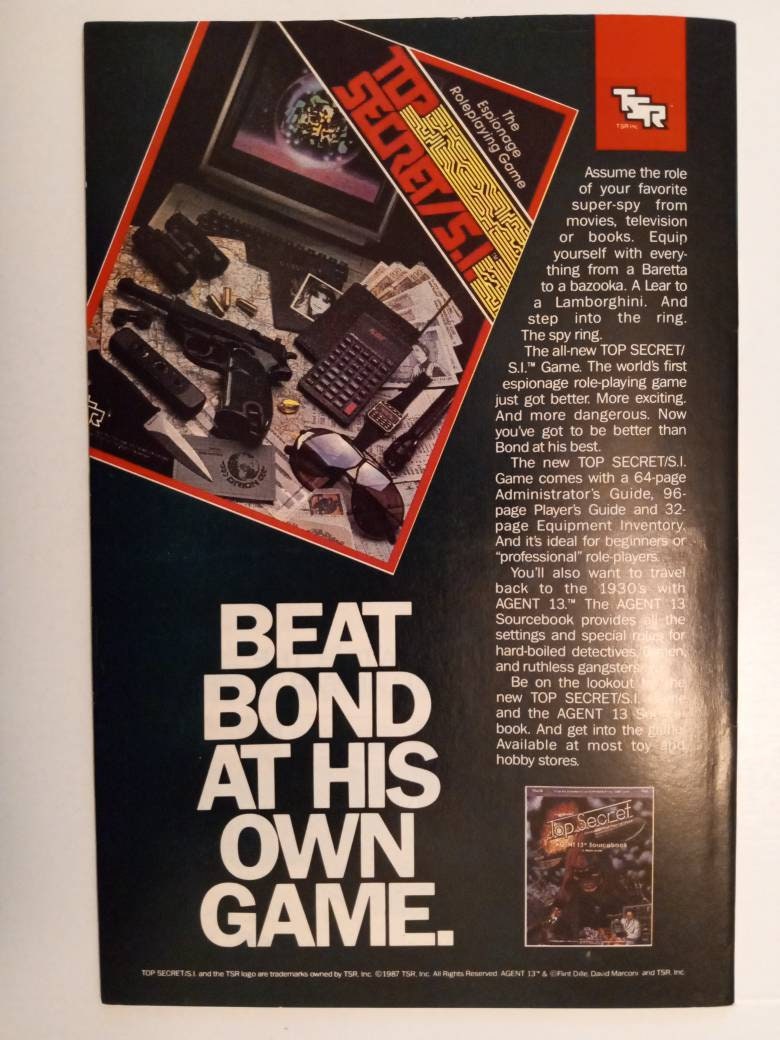 TOP
SECRET/S.I.™
The
Espionage
Roleplaying Game
TSR
TSR Inc.
ORION
Assume the role
of your favorite
super-spy from
movies, television
or books. Equip
yourself with every-
thing from a Baretta
to a bazooka. A Lear to
a Lamborghini. And
step into the ring.
The spy ring.
The all-new TOP SECRET/
S.I.™ Game. The world's first
espionage role-playing game
just got better. More exciting.
And more dangerous. Now
you've got to be better than
Bond at his best.
The new TOP SECRET/S.I.
Game comes with a 64-page
Administrator's Guide, 96-
page Player's Guide and 32-
page Equipment Inventory.
And it's ideal for beginners or
"professional" role-players.
You'll also want to travel
back to the 1930's with
AGENT 13.™ The AGENT 13
Sourcebook provides all the
settings and special rules for
hard-boiled detectives,
and ruthless gangsters.
Be on the lookout
new TOP SECRET/S.I.
and the AGENT 13
book. And get into the game.
Available at most toy and
hobby stores.
BEAT
BOND
AT HIS
OWN
GAME.
Top Secret
AGENT 13™ Sourcebook
TOP SECRET/S.I. and the TSR logo are trademarks owned by TSR, Inc. ©1987 TSR, Inc. All Rights Reserved. AGENT 13™ & ©Flint Dille, David Marconi and TSR, Inc.